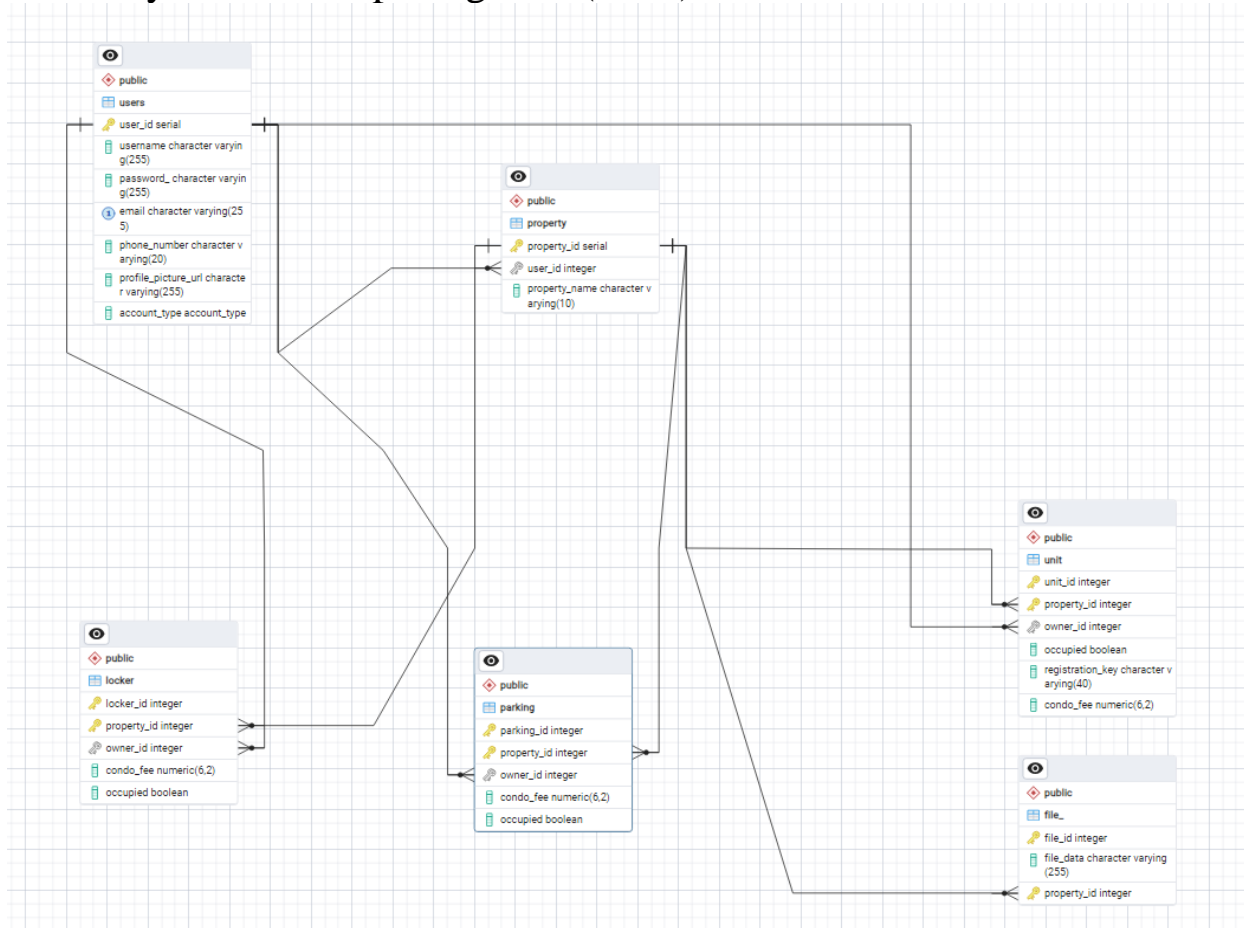 public
users
user_id serial
username character varyin
g(255)
password_ character varyin
g(255)
1
email character varying(25
5)
phone_number character v
arying(20)
profile_picture_url characte
r varying(255)
account_type account_type
public
property
property_id serial
user_id integer
property_name character v
arying(10)
public
unit
unit_id integer
property_id integer
owner_id integer
occupied boolean
registration_key character v
arying(40)
condo_fee numeric(6,2)
public
locker
locker_id integer
property_id integer
owner_id integer
condo_fee numeric(6,2)
occupied boolean
public
parking
parking_id integer
property_id integer
owner_id integer
condo_fee numeric(6,2)
occupied boolean
public
file_
file_id integer
file_data character varying
(255)
property_id integer